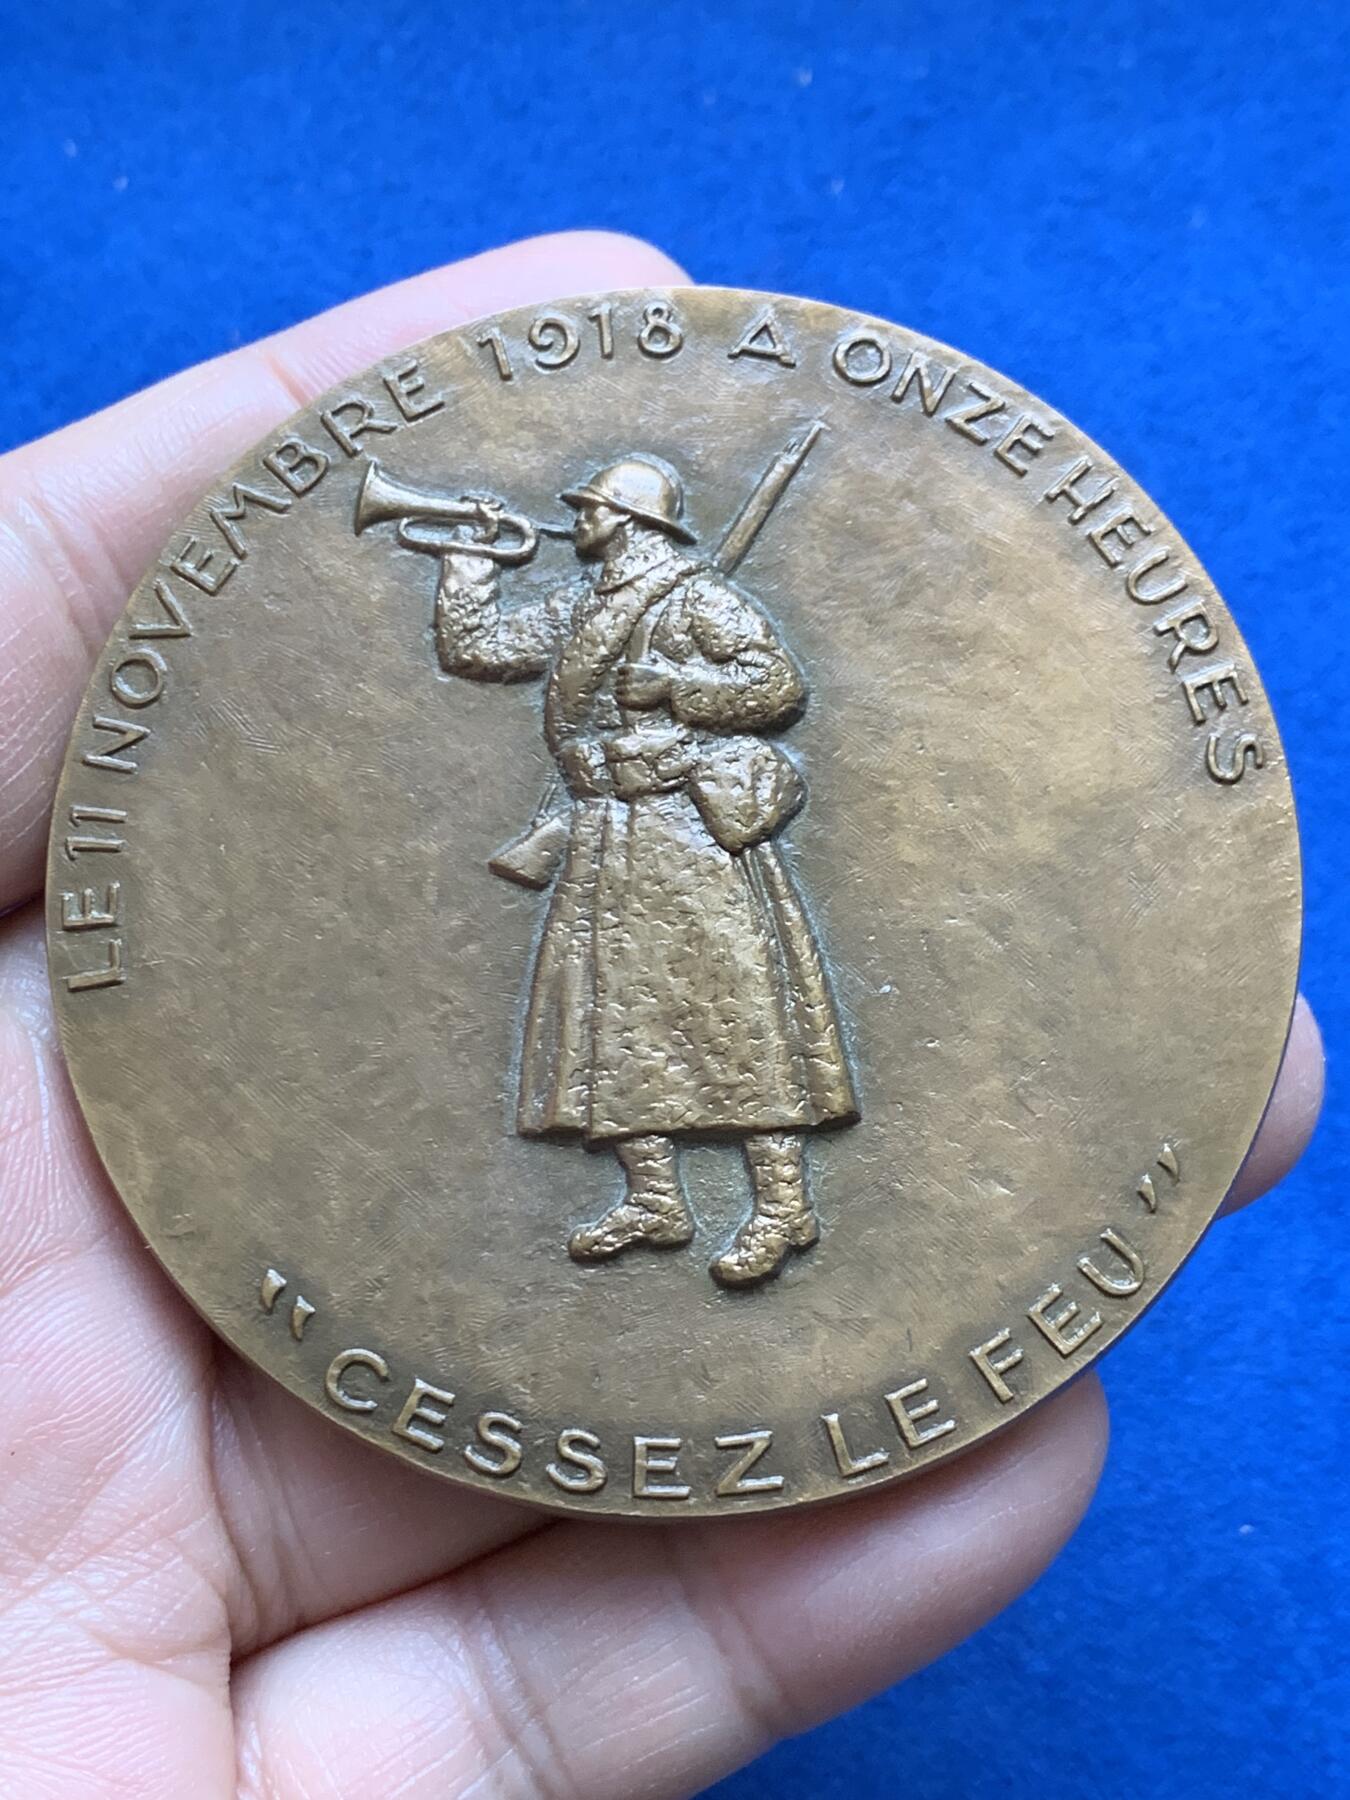 LE 11 NOVEMBRE 1918 A ONZE HEURES
"CESSEZ LE FEU"